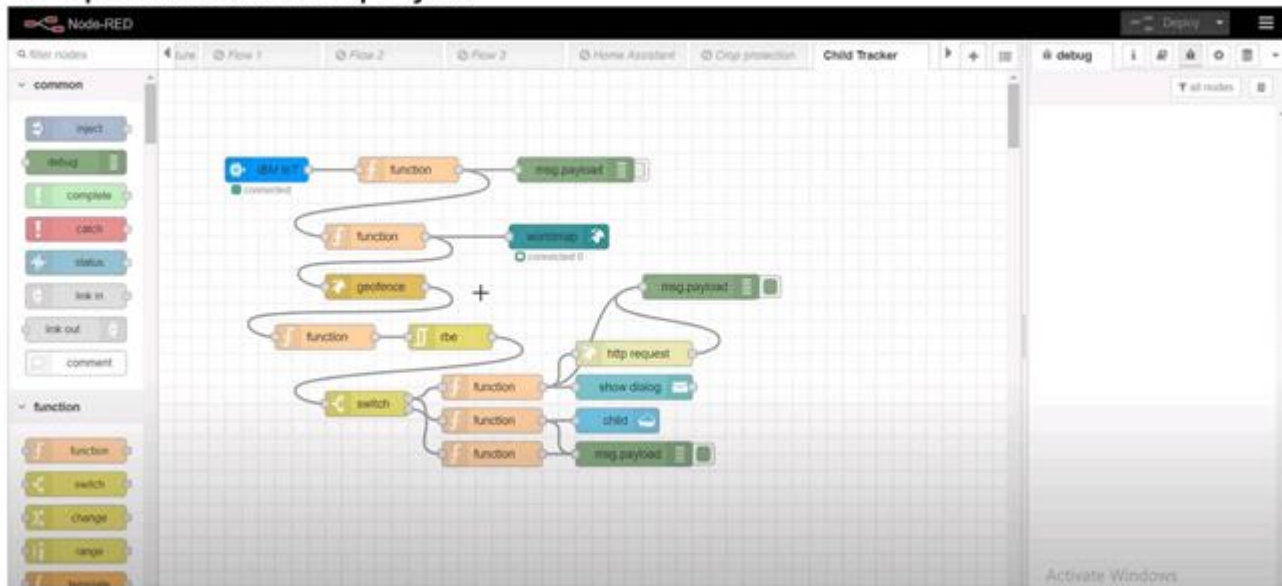 Node-RED
Deploy
filter nodes
Flow 1
Flow 2
Flow 3
Home Assistant
Crop protection
Child Tracker
debug
i
all nodes
common
inject
debug
complete
catch
status
link in
link out
comment
function
function
switch
change
range
template
function
msg.payload
connected
function
worldmap
connected 0
geofence
msg.payload
function
rbe
http request
switch
function
show dialog
function
child
function
msg.payload
Activate Windows